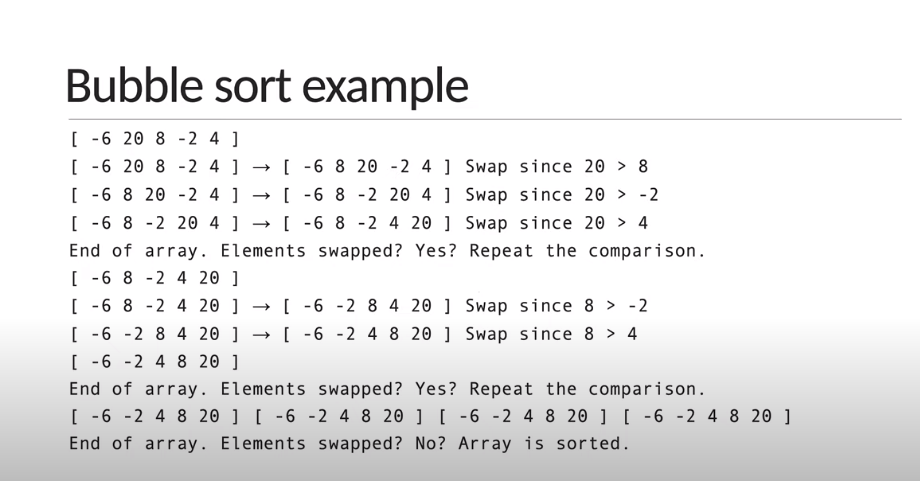 Bubble sort example
[ -6 20 8 -2 4 ]
[ -6 20 8 -2 4 ] → [ -6 8 20 -2 4 ] Swap since 20 > 8
[ -6 8 20 -2 4 ] → [ -6 8 -2 20 4 ] Swap since 20 > -2
[ -6 8 -2 20 4 ] → [ -6 8 -2 4 20 ] Swap since 20 > 4
End of array. Elements swapped? Yes? Repeat the comparison.
[ -6 8 -2 4 20 ]
[ -6 8 -2 4 20 ] → [ -6 -2 8 4 20 ] Swap since 8 > -2
[ -6 -2 8 4 20 ] → [ -6 -2 4 8 20 ] Swap since 8 > 4
[ -6 -2 4 8 20 ]
End of array. Elements swapped? Yes? Repeat the comparison.
[ -6 -2 4 8 20 ] [ -6 -2 4 8 20 ] [ -6 -2 4 8 20 ] [ -6 -2 4 8 20 ]
End of array. Elements swapped? No? Array is sorted.